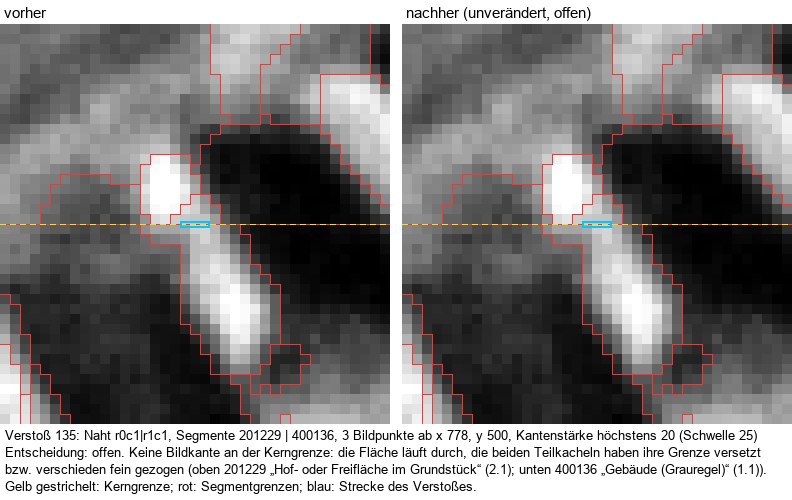 vorher
nachher (unverändert, offen)
Verstoß 135: Naht r0c1|r1c1, Segmente 201229 | 400136, 3 Bildpunkte ab x 778, y 500, Kantenstärke höchstens 20 (Schwelle 25)
Entscheidung: offen. Keine Bildkante an der Kerngrenze: die Fläche läuft durch, die beiden Teilkacheln haben ihre Grenze versetzt
bzw. verschieden fein gezogen (oben 201229 „Hof- oder Freifläche im Grundstück“ (2.1); unten 400136 „Gebäude (Grauregel)“ (1.1)).
Gelb gestrichelt: Kerngrenze; rot: Segmentgrenzen; blau: Strecke des Verstoßes.